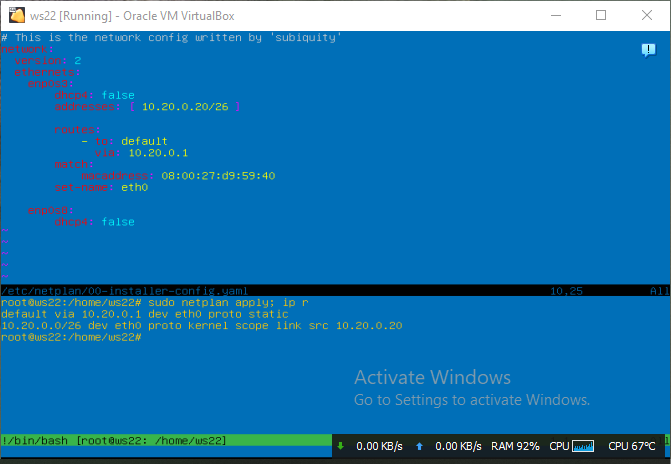 ws22 [Running] - Oracle VM VirtualBox
# This is the network config written by 'subiquity'
network:
  version: 2
  ethernets:
    enp0s3:
        dhcp4: false
        addresses: [ 10.20.0.20/26 ]
        routes:
            - to: default
              via: 10.20.0.1
        match:
            macaddress: 08:00:27:d9:59:40
        set-name: eth0
    enp0s8:
        dhcp4: false
~
~
~
~
/etc/netplan/00-installer-config.yaml 10,25 All
root@ws22:/home/ws22# sudo netplan apply; ip r
default via 10.20.0.1 dev eth0 proto static
10.20.0.0/26 dev eth0 proto kernel scope link src 10.20.0.20
root@ws22:/home/ws22#
Activate Windows
Go to Settings to activate Windows.
!/bin/bash [root@ws22: /home/ws22]
0.00 KB/s 0.00 KB/s RAM 92% CPU CPU 67°C